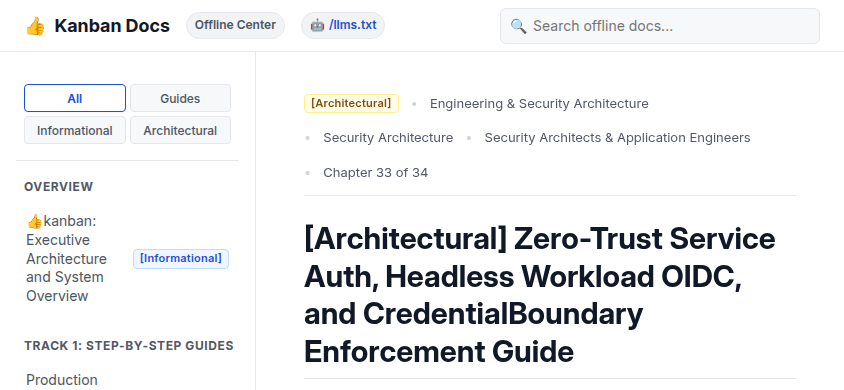 👍 Kanban Docs
Offline Center
🤖 /llms.txt
🔍 Search offline docs...
All
Guides
Informational
Architectural
OVERVIEW
👍kanban:
Executive
Architecture
and System
Overview
[Informational]
TRACK 1: STEP-BY-STEP GUIDES
Production
[Architectural] • Engineering & Security Architecture
• Security Architecture • Security Architects & Application Engineers
• Chapter 33 of 34
[Architectural] Zero-Trust Service
Auth, Headless Workload OIDC,
and CredentialBoundary
Enforcement Guide